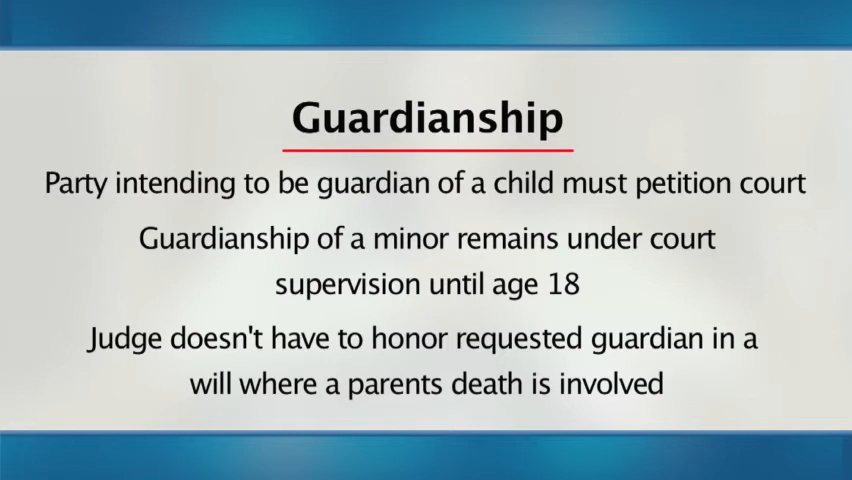 Guardianship
Party intending to be guardian of a child must petition court
Guardianship of a minor remains under court
supervision until age 18
Judge doesn't have to honor requested guardian in a
will where a parents death is involved